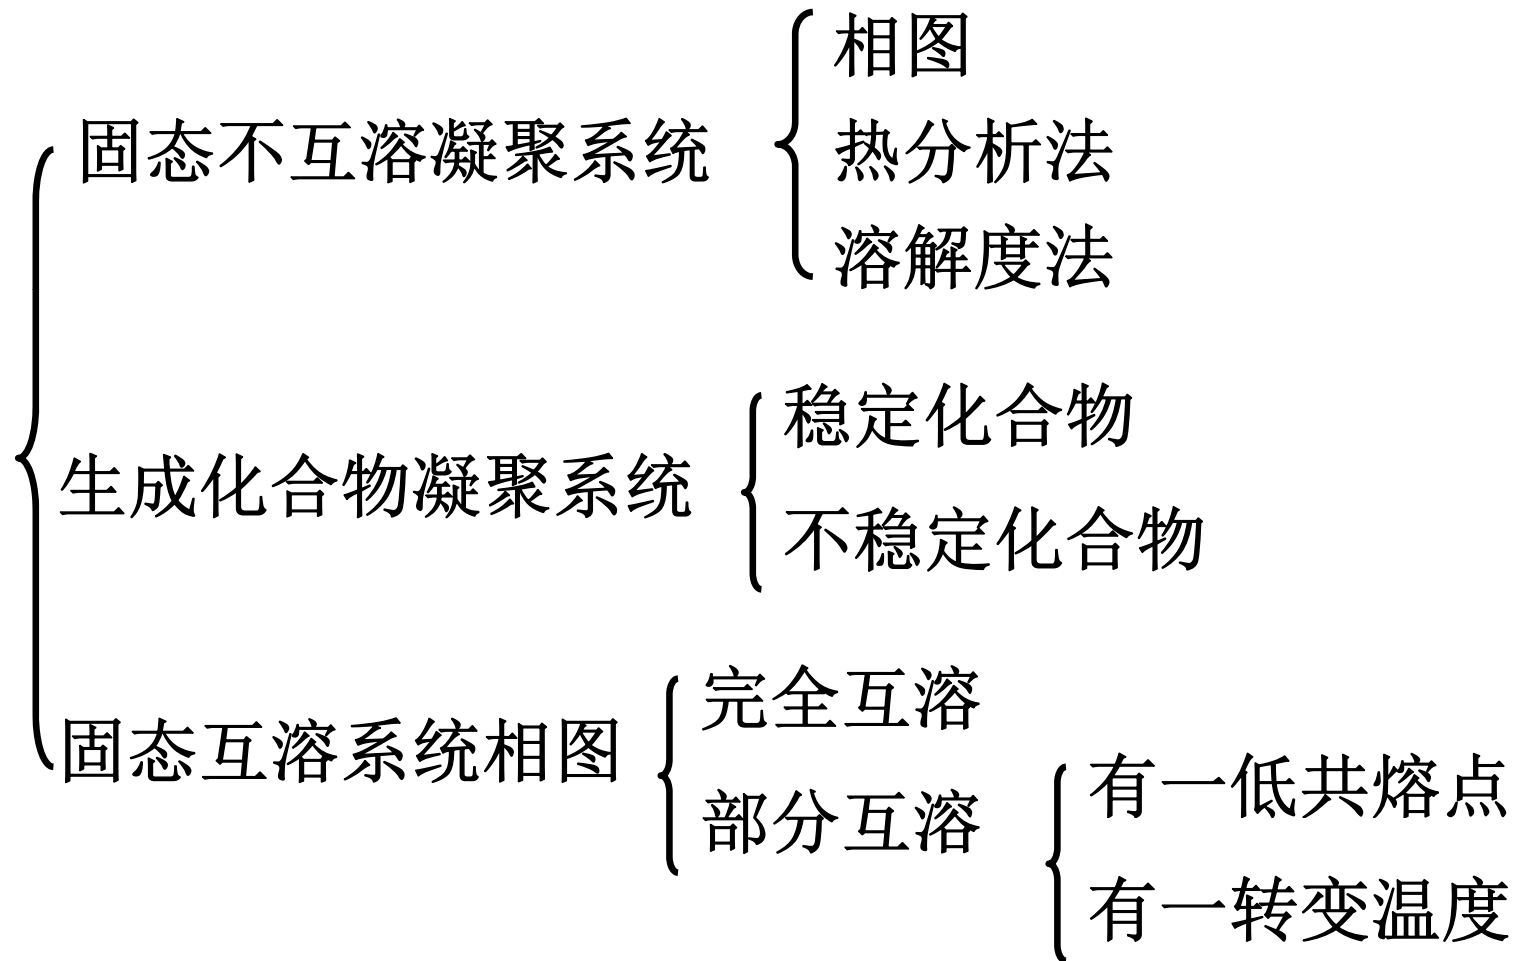 固态不互溶凝聚系统
相图
热分析法
溶解度法
生成化合物凝聚系统
稳定化合物
不稳定化合物
固态互溶系统相图
完全互溶
部分互溶
有一低共熔点
有一转变温度